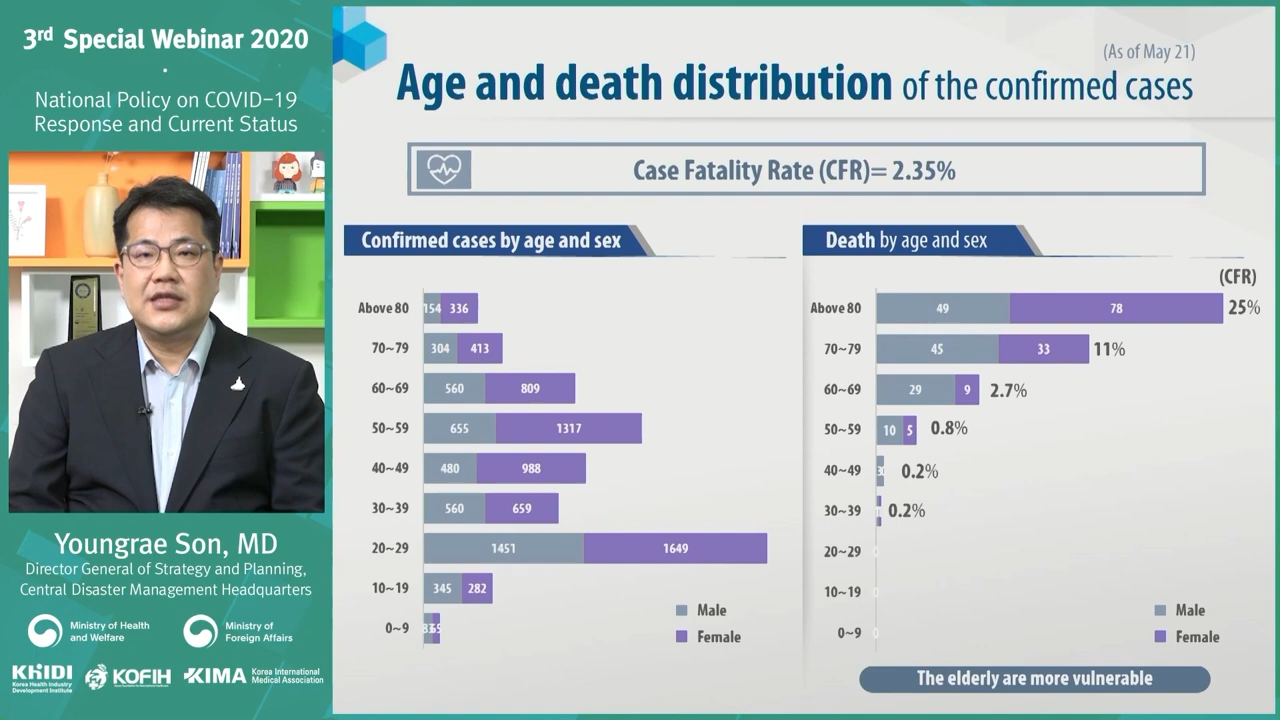 3rd Special Webinar 2020
National Policy on COVID-19
Response and Current Status
Youngrae Son, MD
Director General of Strategy and Planning,
Central Disaster Management Headquarters
Ministry of Health
and Welfare
Ministry of
Foreign Affairs
KHIDI
Korea Health Industry
Development Institute
KOFIH
KIMA
Korea International
Medical Association
(As of May 21)
Age and death distribution of the confirmed cases
Case Fatality Rate (CFR)= 2.35%
Confirmed cases by age and sex
Above 80 154 336
70~79 304 413
60~69 560 809
50~59 655 1317
40~49 480 988
30~39 560 659
20~29 1451 1649
10~19 345 282
0~9
Male
Female
Death by age and sex
(CFR)
Above 80 49 78 25%
70~79 45 33 11%
60~69 29 9 2.7%
50~59 10 5 0.8%
40~49 0.2%
30~39 0.2%
20~29 0
10~19 0
0~9 0
Male
Female
The elderly are more vulnerable